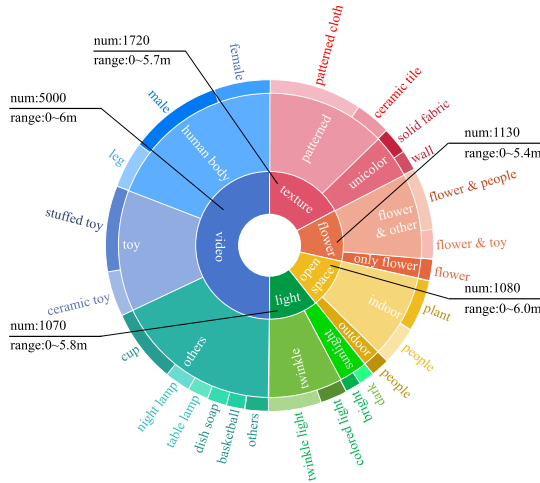 num:1720
range:0~5.7m
num:5000
range:0~6m
num:1130
range:0~5.4m
num:1080
range:0~6.0m
num:1070
range:0~5.8m
video
texture
flower
open
space
light
human body
toy
others
patterned
unicolor
flower
& other
only flower
indoor
outdoor
sunlight
twinkle
female
male
leg
stuffed toy
ceramic toy
cup
night lamp
table lamp
dish soap
basketball
others
patterned cloth
ceramic tile
solid fabric
wall
flower & people
flower & toy
flower
plant
people
people
dark
bright
colored light
twinkle light